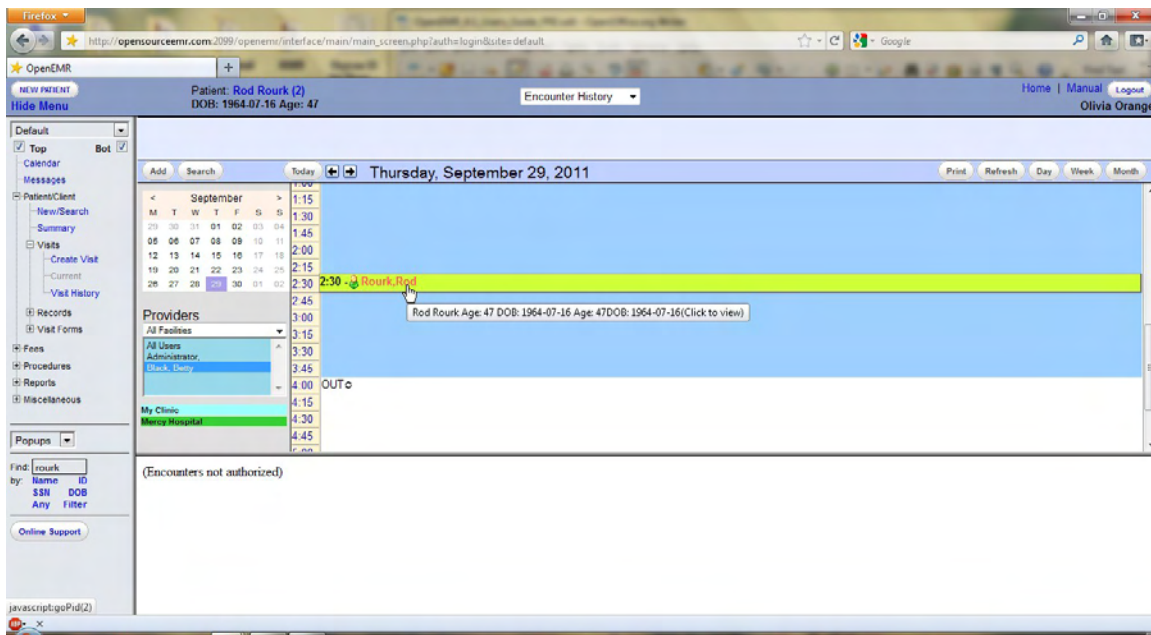 Firefox
http://opensourceemr.com:2099/openemr/interface/main/main_screen.php?auth=login&site=default
Google
OpenEMR
+
NEW PATIENT
Hide Menu
Patient: Rod Rourk (2)
DOB: 1964-07-16 Age: 47
Encounter History
Home | Manual Logout
Olivia Orange
Default
Top Bot
Calendar
Messages
Patient/Client
New/Search
Summary
Visits
Create Visit
Current
Visit History
Records
Visit Forms
Fees
Procedures
Reports
Miscellaneous
Popups
Find: rourk
by: Name ID
SSN DOB
Any Filter
Online Support
javascript:goPid(2)
Add Search Today Thursday, September 29, 2011 Print Refresh Day Week Month
< September >
M T W T F S S
29 30 31 01 02 03 04
05 06 07 08 09 10 11
12 13 14 15 16 17 18
19 20 21 22 23 24 25
26 27 28 29 30 01 02
Providers
All Facilities
All Users
Administrator,
Black, Betty
My Clinic
Mercy Hospital
1:15
1:30
1:45
2:00
2:15
2:30 2:30 - Rourk,Rod
2:45
Rod Rourk Age: 47 DOB: 1964-07-16 Age: 47DOB: 1964-07-16(Click to view)
3:00
3:15
3:30
3:45
4:00 OUT
4:15
4:30
4:45
(Encounters not authorized)